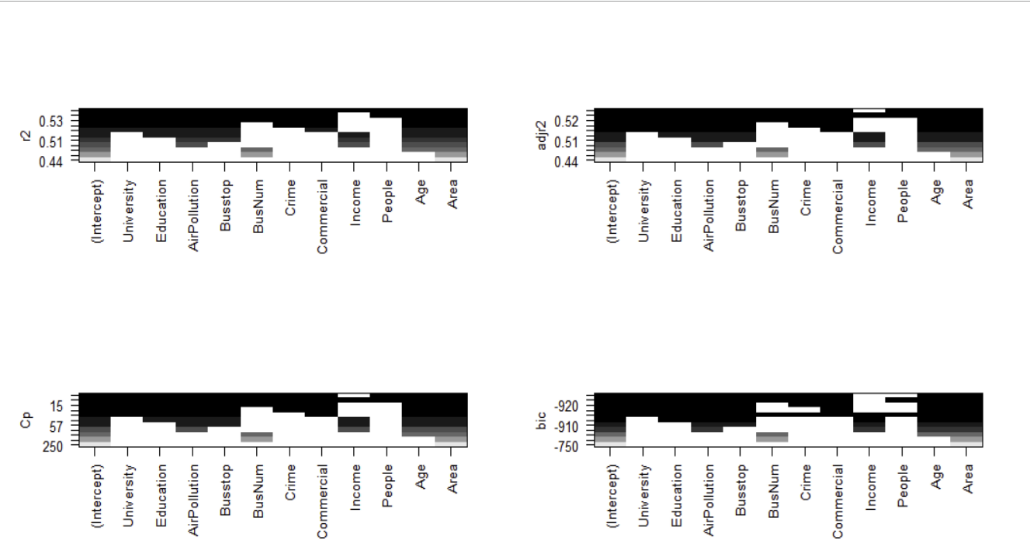 r2
0.53
0.51
0.44
(Intercept)
University
Education
AirPollution
Busstop
BusNum
Crime
Commercial
Income
People
Age
Area
adjr2
0.52
0.51
0.44
(Intercept)
University
Education
AirPollution
Busstop
BusNum
Crime
Commercial
Income
People
Age
Area
Cp
15
57
250
(Intercept)
University
Education
AirPollution
Busstop
BusNum
Crime
Commercial
Income
People
Age
Area
bic
-920
-910
-750
(Intercept)
University
Education
AirPollution
Busstop
BusNum
Crime
Commercial
Income
People
Age
Area